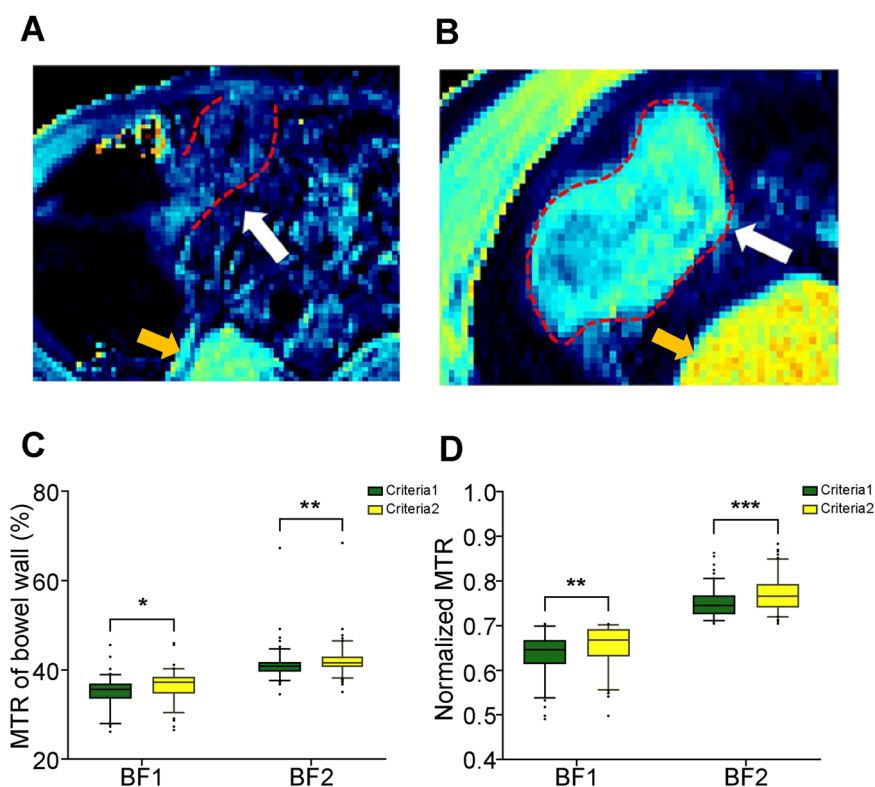 A
B
C
MTR of bowel wall (%)
80
60
40
20
*
**
Criteria1
Criteria2
BF1
BF2
D
Normalized MTR
1.0
0.9
0.8
0.7
0.6
0.5
0.4
**
***
Criteria1
Criteria2
BF1
BF2